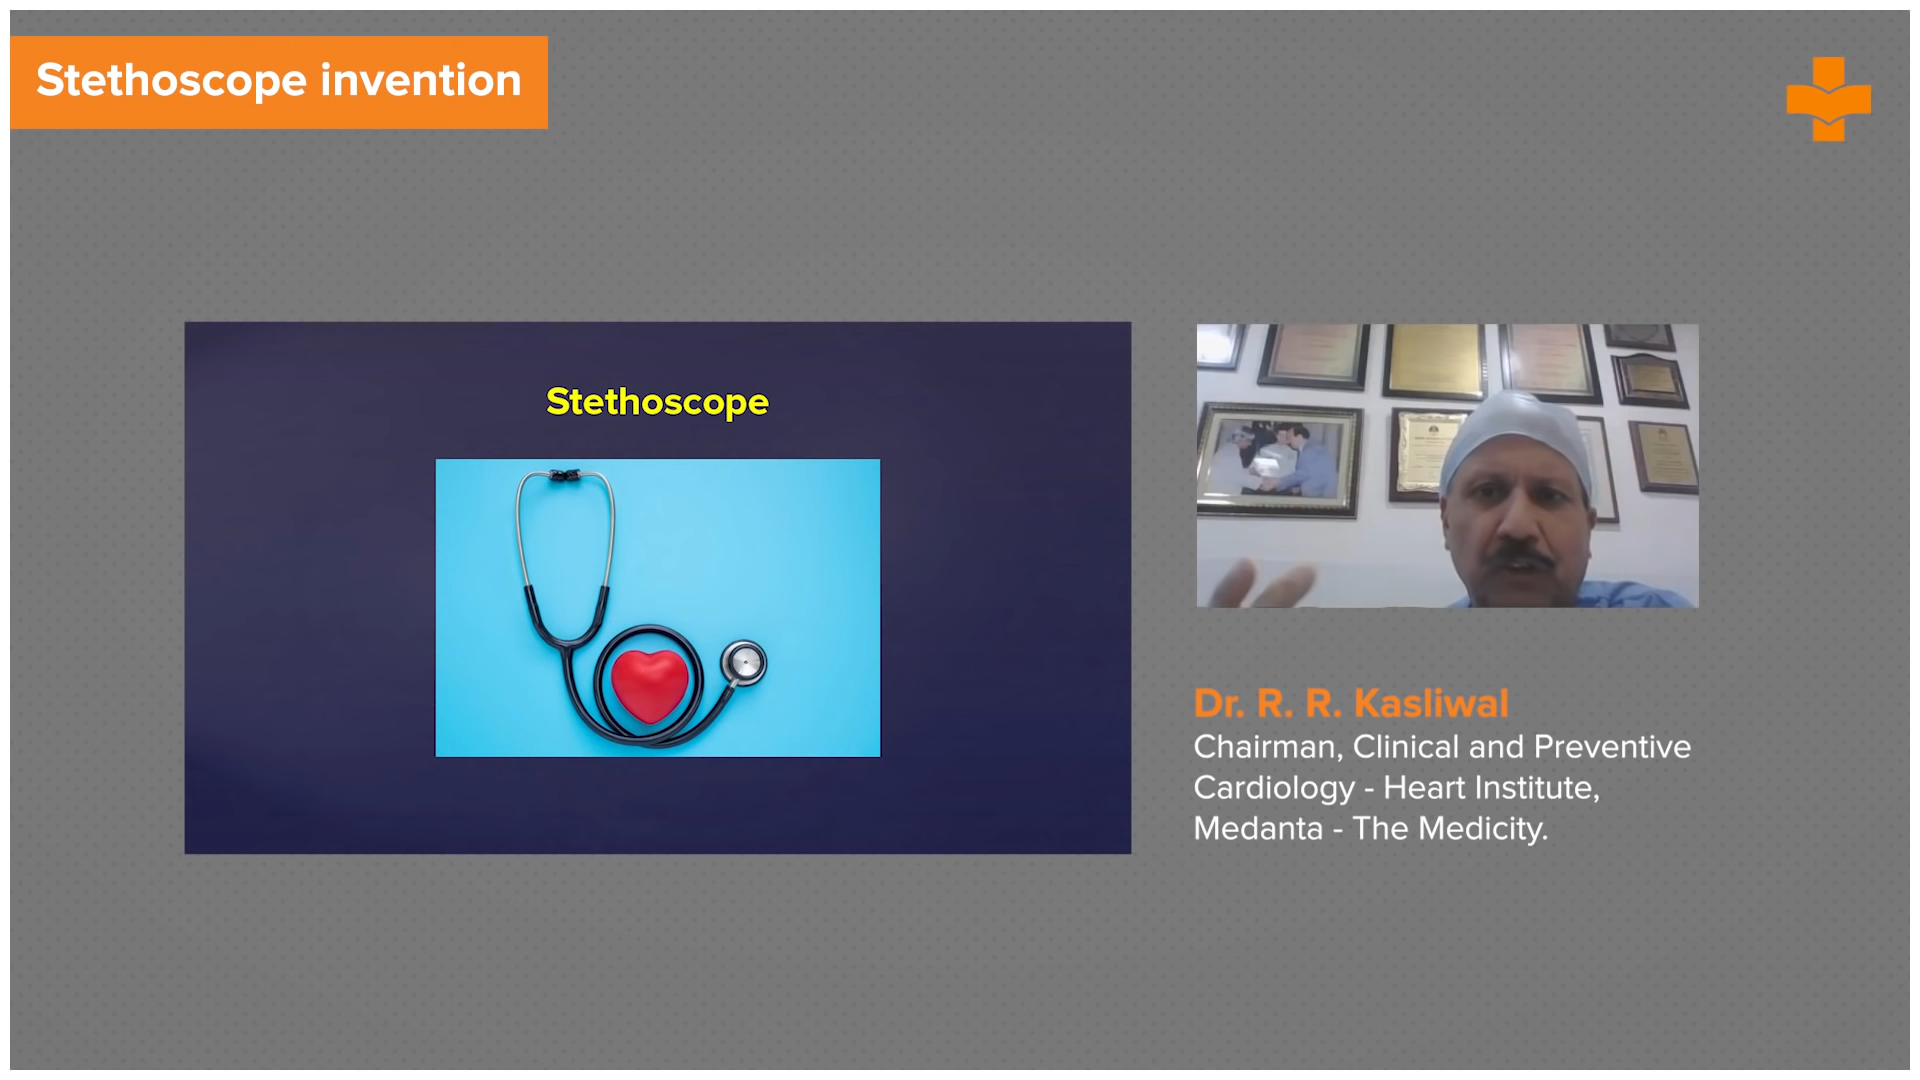 Stethoscope invention
Stethoscope
Dr. R. R. Kasliwal
Chairman, Clinical and Preventive
Cardiology - Heart Institute,
Medanta - The Medicity.